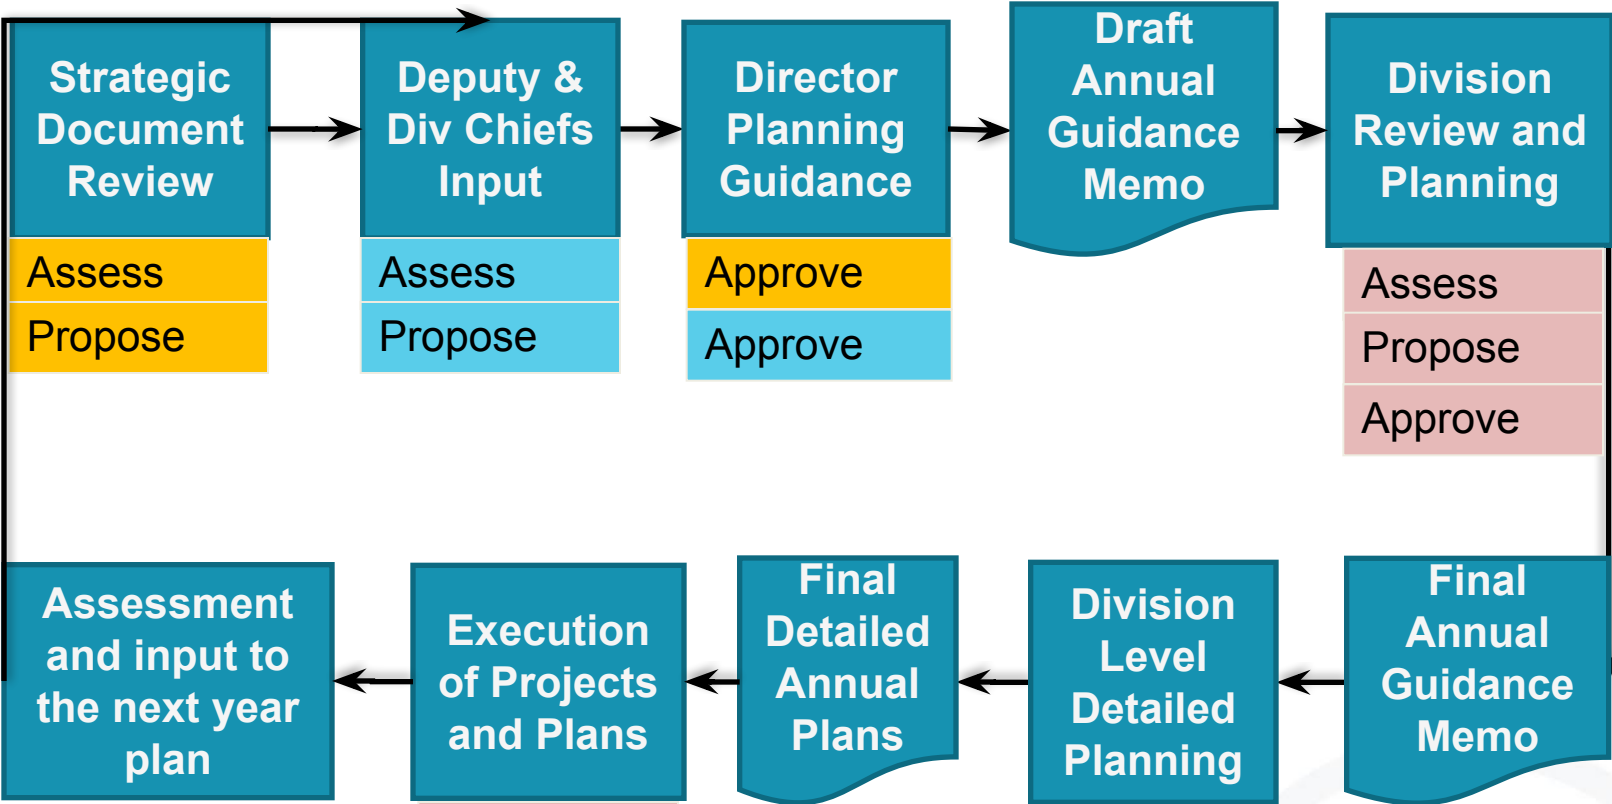 Strategic
Document
Review
Assess
Propose
Deputy &
Div Chiefs
Input
Assess
Propose
Director
Planning
Guidance
Approve
Approve
Draft
Annual
Guidance
Memo
Division
Review and
Planning
Assess
Propose
Approve
Final
Annual
Guidance
Memo
Division
Level
Detailed
Planning
Final
Detailed
Annual
Plans
Execution
of Projects
and Plans
Assessment
and input to
the next year
plan